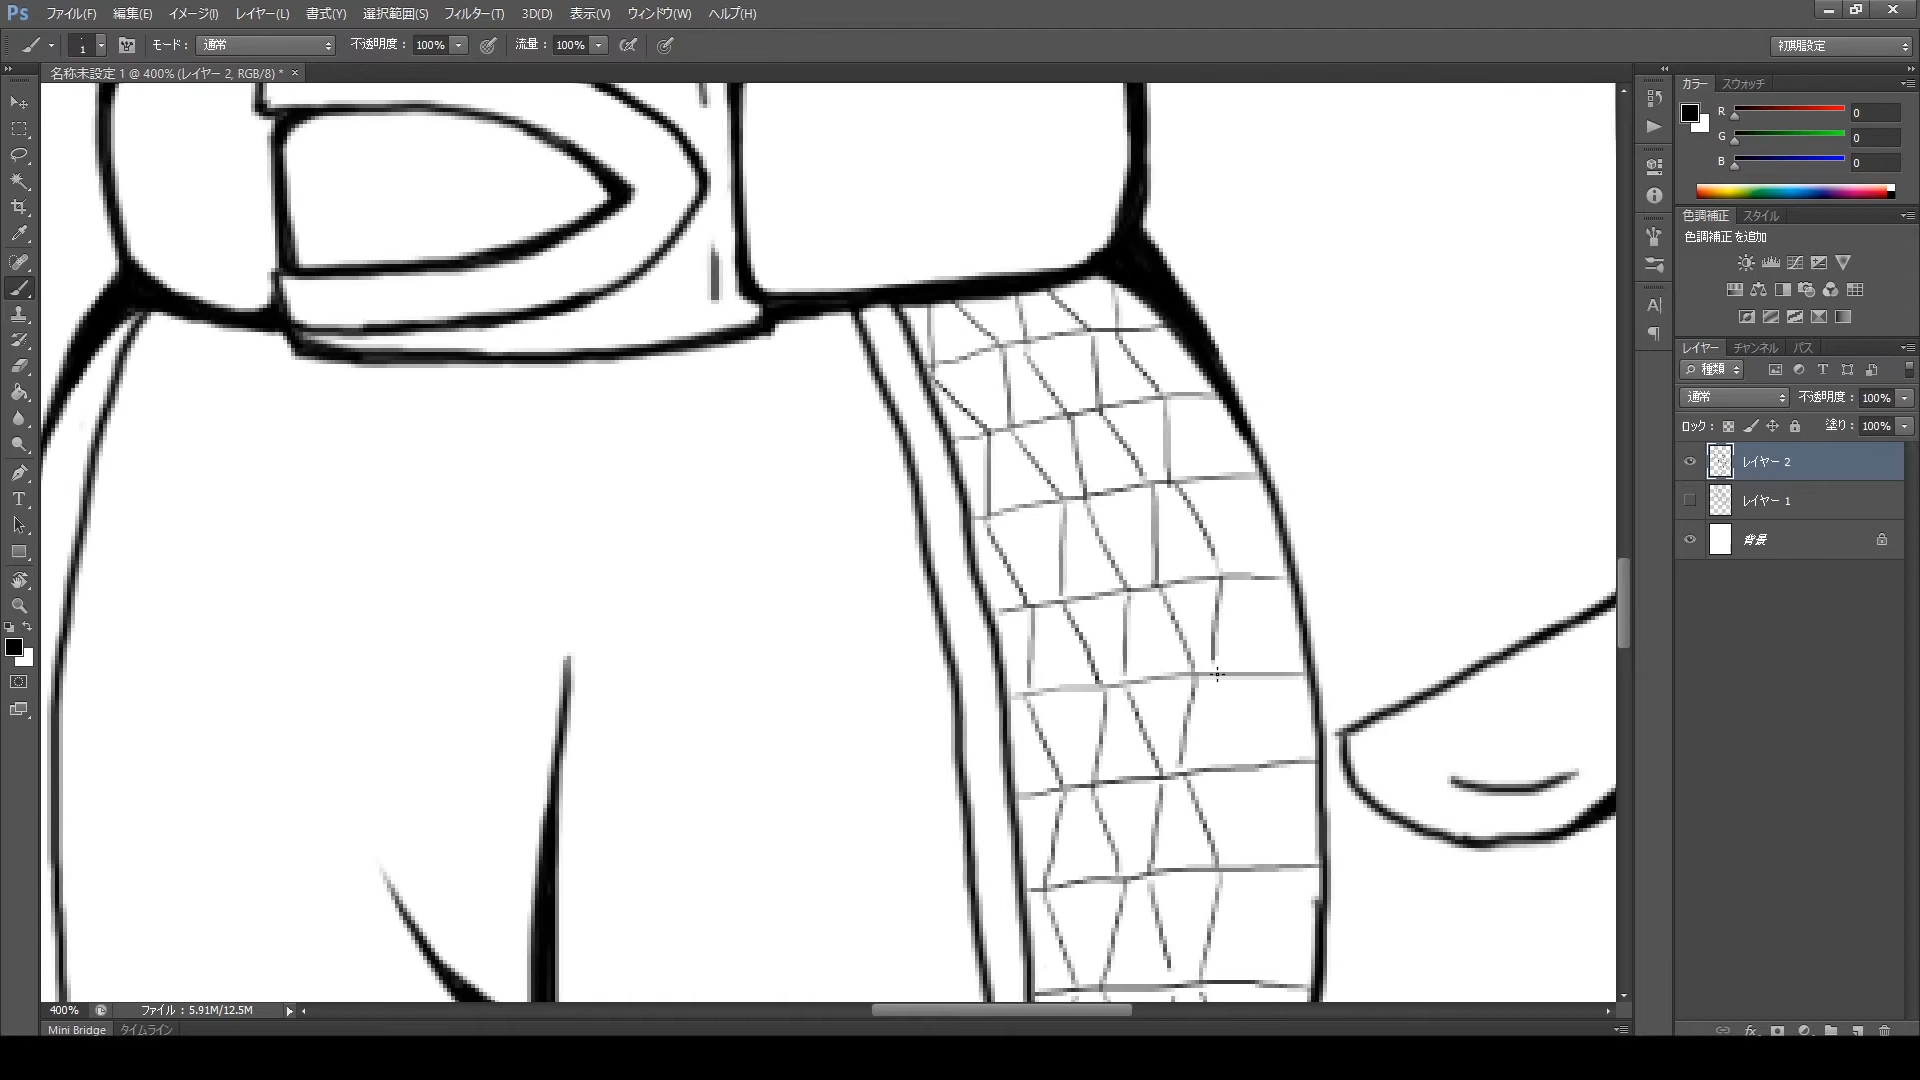 Ps ファイル(F) 編集(E) イメージ(I) レイヤー(L) 書式(Y) 選択範囲(S) フィルター(T) 3D(D) 表示(V) ウィンドウ(W) ヘルプ(H)
1 モード: 通常 不透明度: 100% 流量: 100% 初期設定
名称未設定 1 @ 400% (レイヤー 2, RGB/8) * ×
カラー スウォッチ
R 0
G 0
B 0
色調補正 スタイル
色調補正を追加
レイヤー チャンネル パス
種類
通常 不透明度: 100%
ロック: 塗り: 100%
レイヤー 2
レイヤー 1
背景
400% ファイル: 5.91M/12.5M
Mini Bridge タイムライン